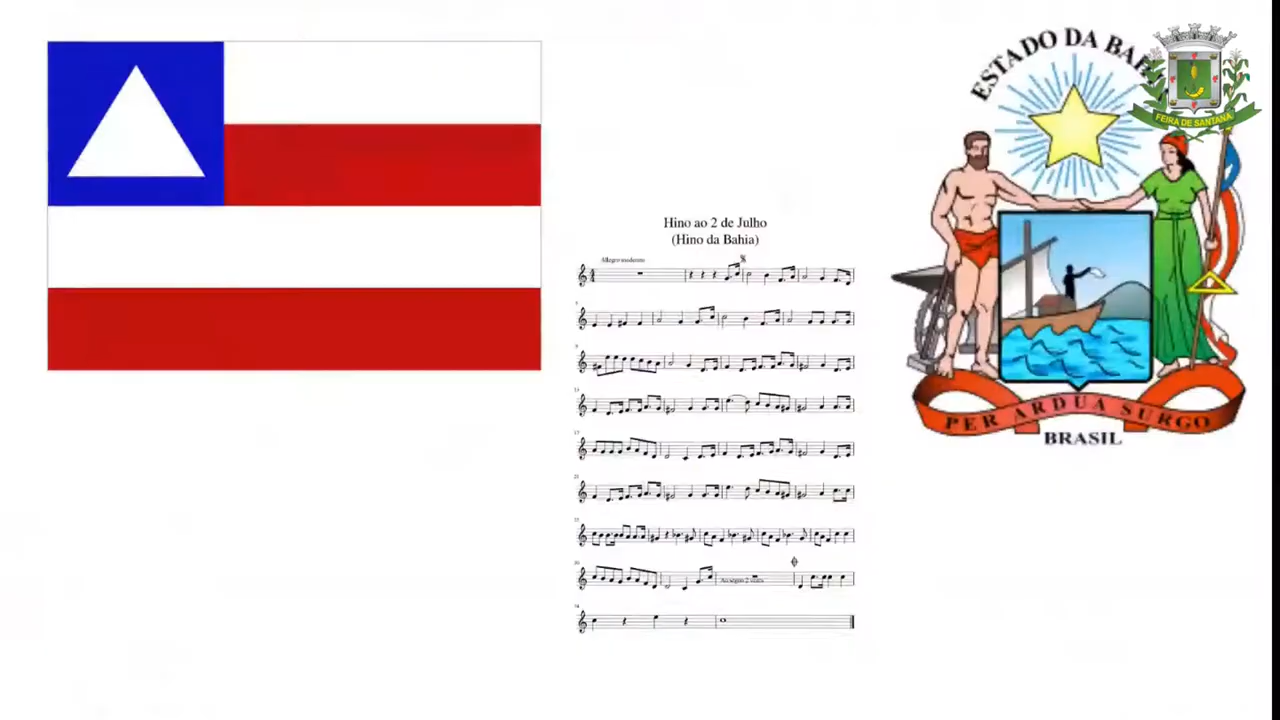 Hino ao 2 de Julho
(Hino da Bahia)
Allegro moderato
ESTADO DA BAH
FEIRA DE SANTANA
PER ARDUA SURGO
BRASIL